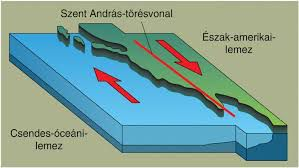 Szent András-törésvonal
Észak-amerikai-
lemez
Csendes-óceáni-
lemez